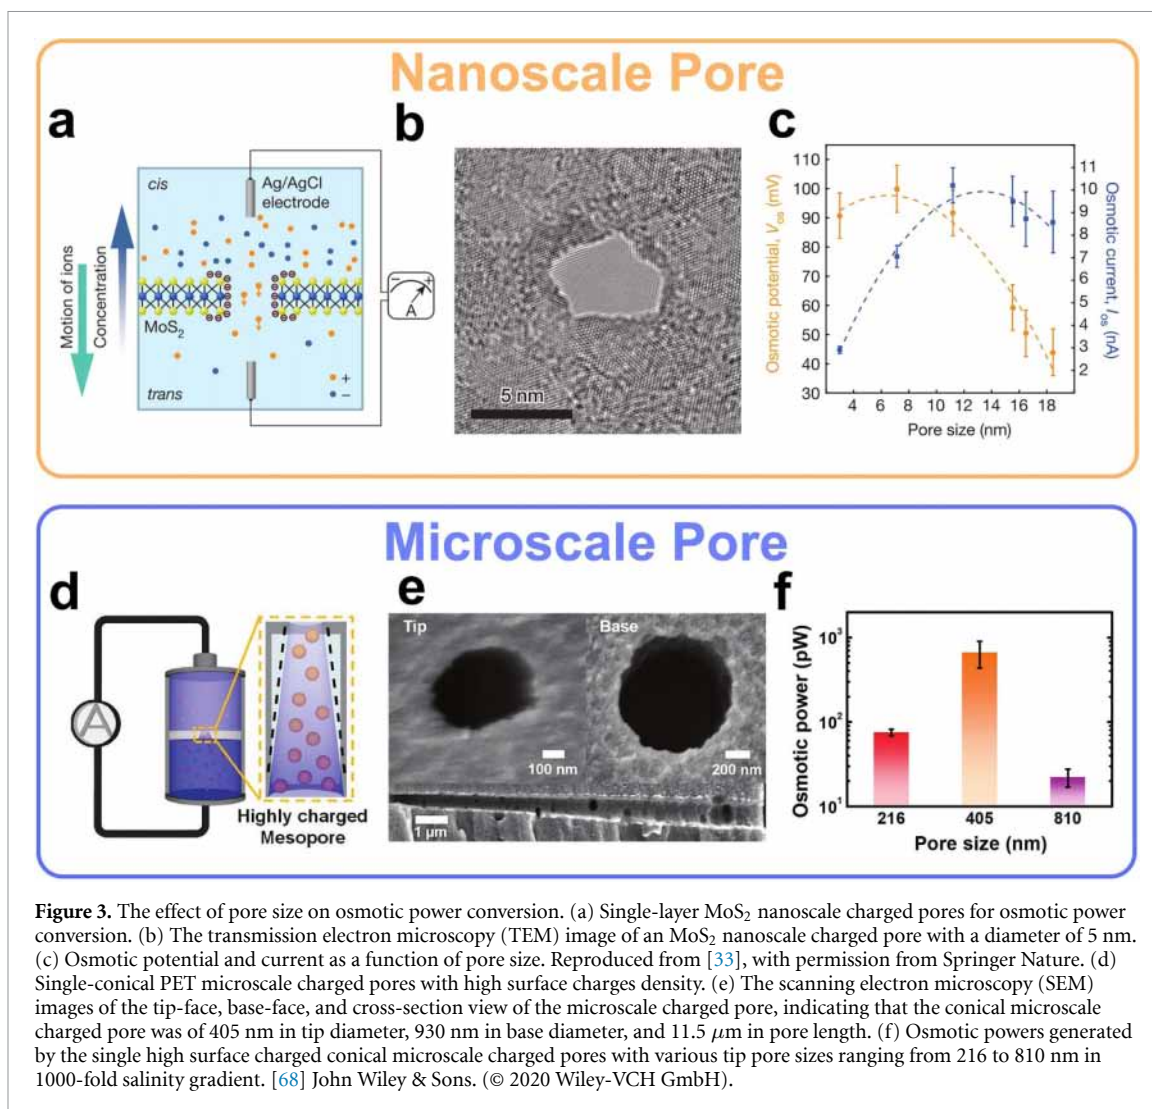 Nanoscale Pore
a
cis
Ag/AgCl
electrode
Motion of ions
Concentration
MoS2
trans
+
−
− +
A
b
5 nm
c
Osmotic potential, Vos (mV)
110
100
90
80
70
60
50
40
30
4 6 8 10 12 14 16 18
Pore size (nm)
11
10
9
8
7
6
5
4
3
2
Osmotic current, Ios (nA)
Microscale Pore
d
A
Highly charged
Mesopore
e
Tip
100 nm
Base
200 nm
1 μm
f
Osmotic power (pW)
10³
10²
10¹
216 405 810
Pore size (nm)
Figure 3. The effect of pore size on osmotic power conversion. (a) Single-layer MoS2 nanoscale charged pores for osmotic power
conversion. (b) The transmission electron microscopy (TEM) image of an MoS2 nanoscale charged pore with a diameter of 5 nm.
(c) Osmotic potential and current as a function of pore size. Reproduced from [33], with permission from Springer Nature. (d)
Single-conical PET microscale charged pores with high surface charges density. (e) The scanning electron microscopy (SEM)
images of the tip-face, base-face, and cross-section view of the microscale charged pore, indicating that the conical microscale
charged pore was of 405 nm in tip diameter, 930 nm in base diameter, and 11.5 μm in pore length. (f) Osmotic powers generated
by the single high surface charged conical microscale charged pores with various tip pore sizes ranging from 216 to 810 nm in
1000-fold salinity gradient. [68] John Wiley & Sons. (© 2020 Wiley-VCH GmbH).